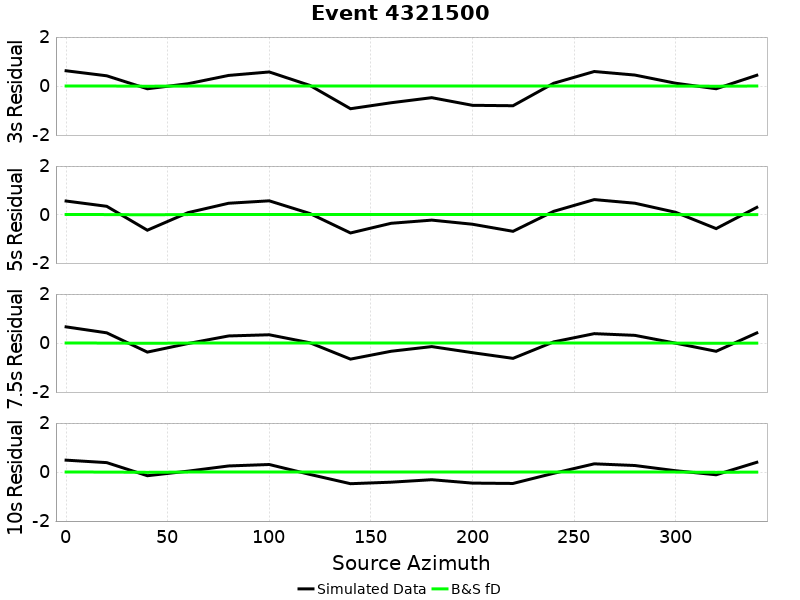 Event 4321500
3s Residual
2
0
-2
5s Residual
2
0
-2
7.5s Residual
2
0
-2
10s Residual
2
0
-2
0 50 100 150 200 250 300
Source Azimuth
Simulated Data B&S fD